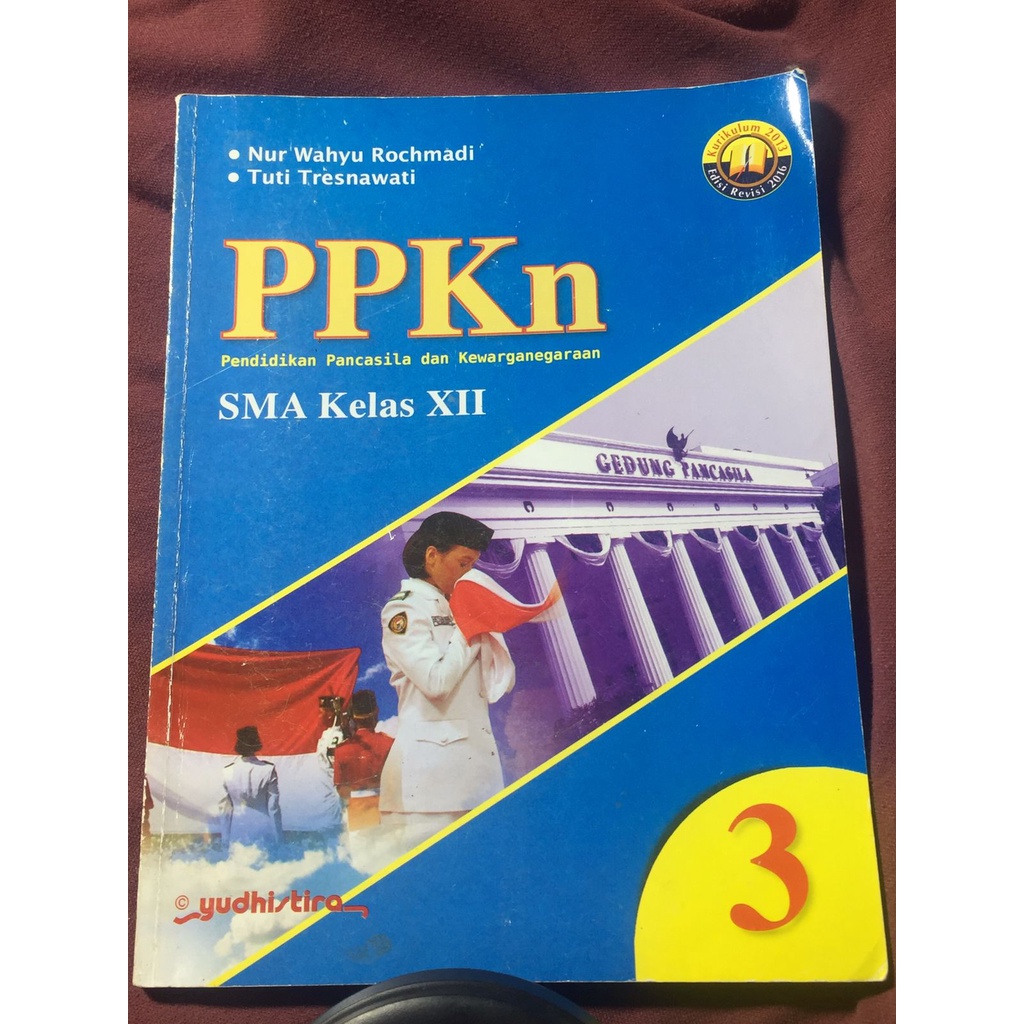 • Nur Wahyu Rochmadi
• Tuti Tresnawati
Kurikulum 2013
Edisi Revisi 2016
PPKn
Pendidikan Pancasila dan Kewarganegaraan
SMA Kelas XII
GEDUNG PANCASILA
3
© yudhistira